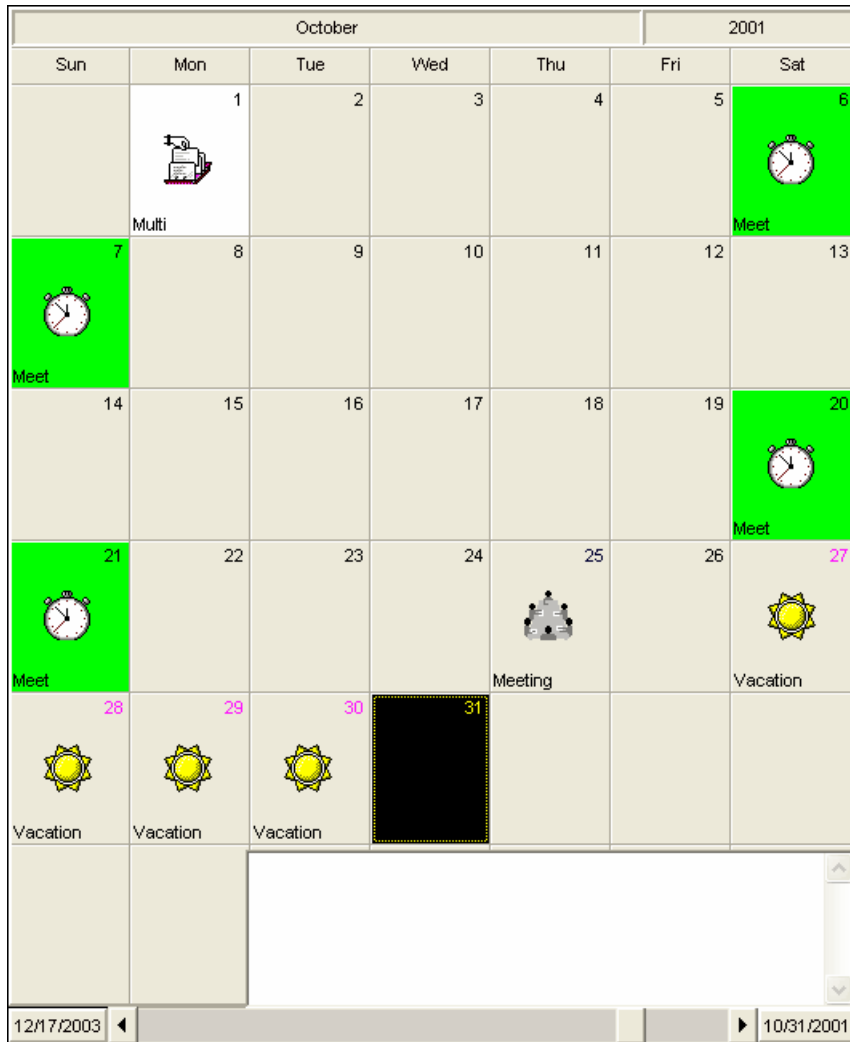 October 2001
Sun Mon Tue Wed Thu Fri Sat
1 2 3 4 5 6
Multi Meet
7 8 9 10 11 12 13
Meet
14 15 16 17 18 19 20
Meet
21 22 23 24 25 26 27
Meet Meeting Vacation
28 29 30 31
Vacation Vacation Vacation
12/17/2003 10/31/2001